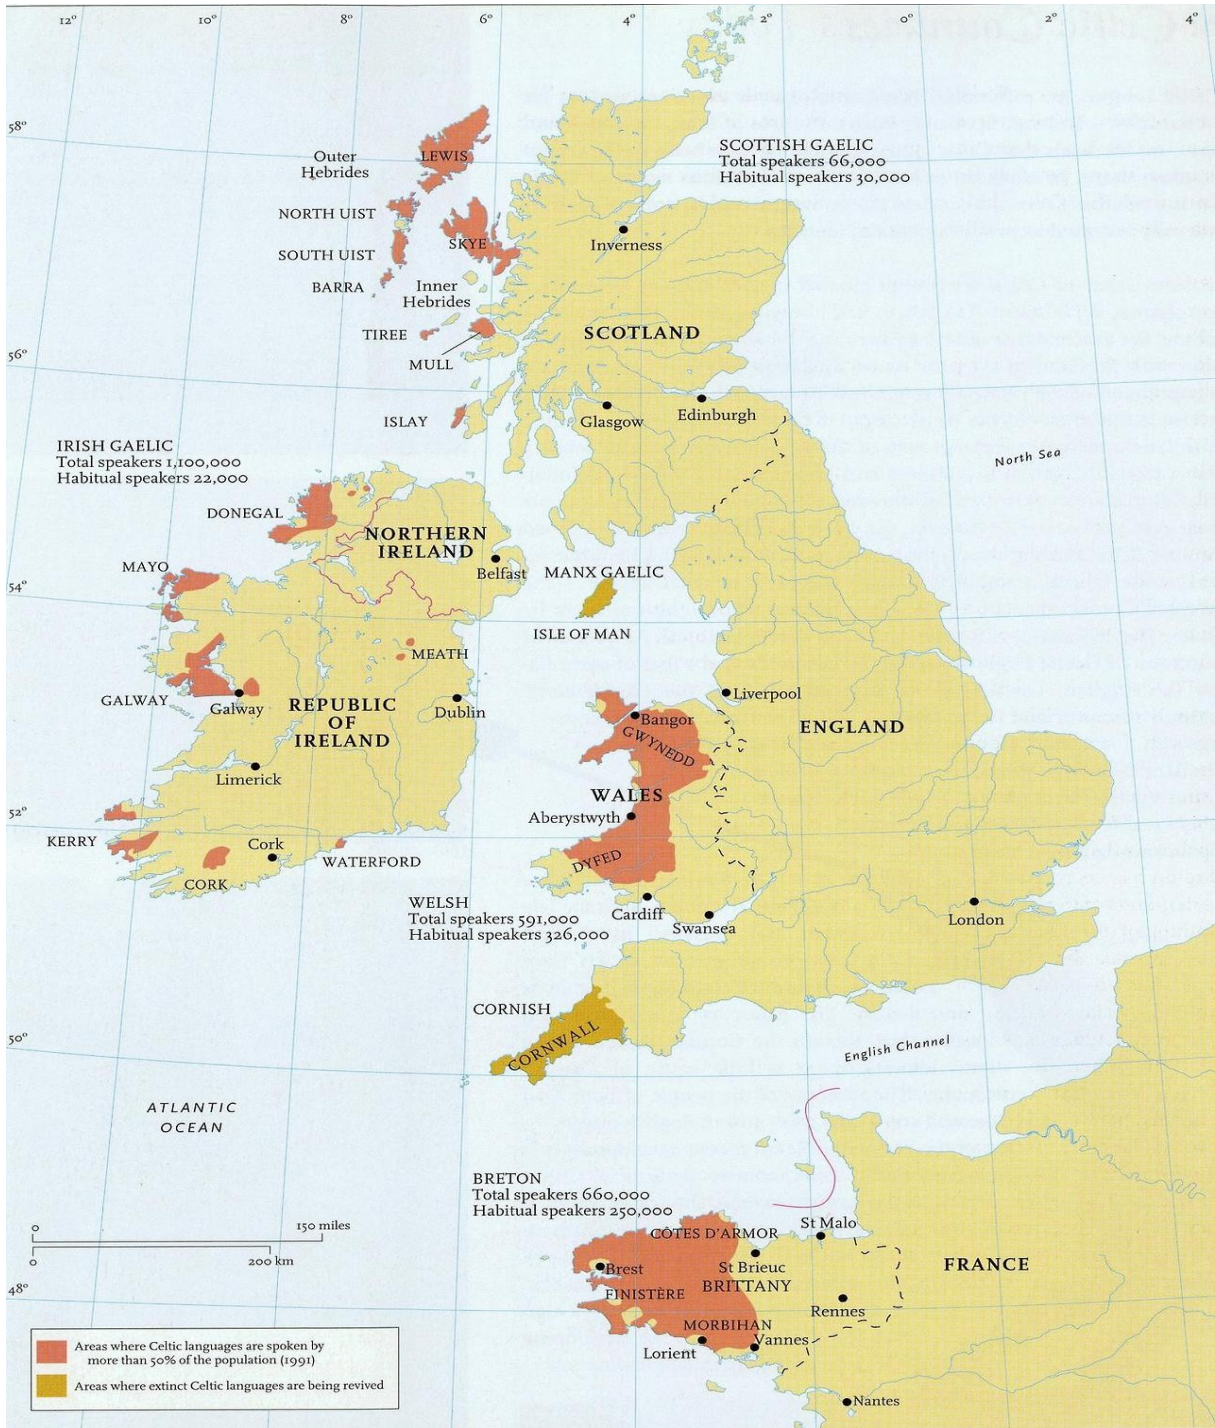 12°
10°
8°
6°
4°
2°
0°
2°
4°
58°
Outer
Hebrides
LEWIS
SCOTTISH GAELIC
Total speakers 66,000
Habitual speakers 30,000
NORTH UIST
SKYE
Inverness
SOUTH UIST
BARRA
Inner
Hebrides
TIREE
SCOTLAND
MULL
56°
ISLAY
Glasgow
Edinburgh
IRISH GAELIC
Total speakers 1,100,000
Habitual speakers 22,000
North Sea
DONEGAL
NORTHERN
IRELAND
MAYO
Belfast
MANX GAELIC
54°
ISLE OF MAN
MEATH
GALWAY
Galway
REPUBLIC
OF
IRELAND
Dublin
Liverpool
Bangor
GWYNEDD
ENGLAND
Limerick
WALES
52°
Aberystwyth
KERRY
Cork
WATERFORD
DYFED
CORK
WELSH
Total speakers 591,000
Habitual speakers 326,000
Cardiff
Swansea
London
CORNISH
CORNWALL
50°
English Channel
ATLANTIC
OCEAN
BRETON
Total speakers 660,000
Habitual speakers 250,000
0
150 miles
0
200 km
CÔTES D'ARMOR
St Malo
Brest
St Brieuc
FRANCE
BRITTANY
FINISTÈRE
48°
Rennes
MORBIHAN
Vannes
Lorient
Nantes
Areas where Celtic languages are spoken by
more than 50% of the population (1991)
Areas where extinct Celtic languages are being revived